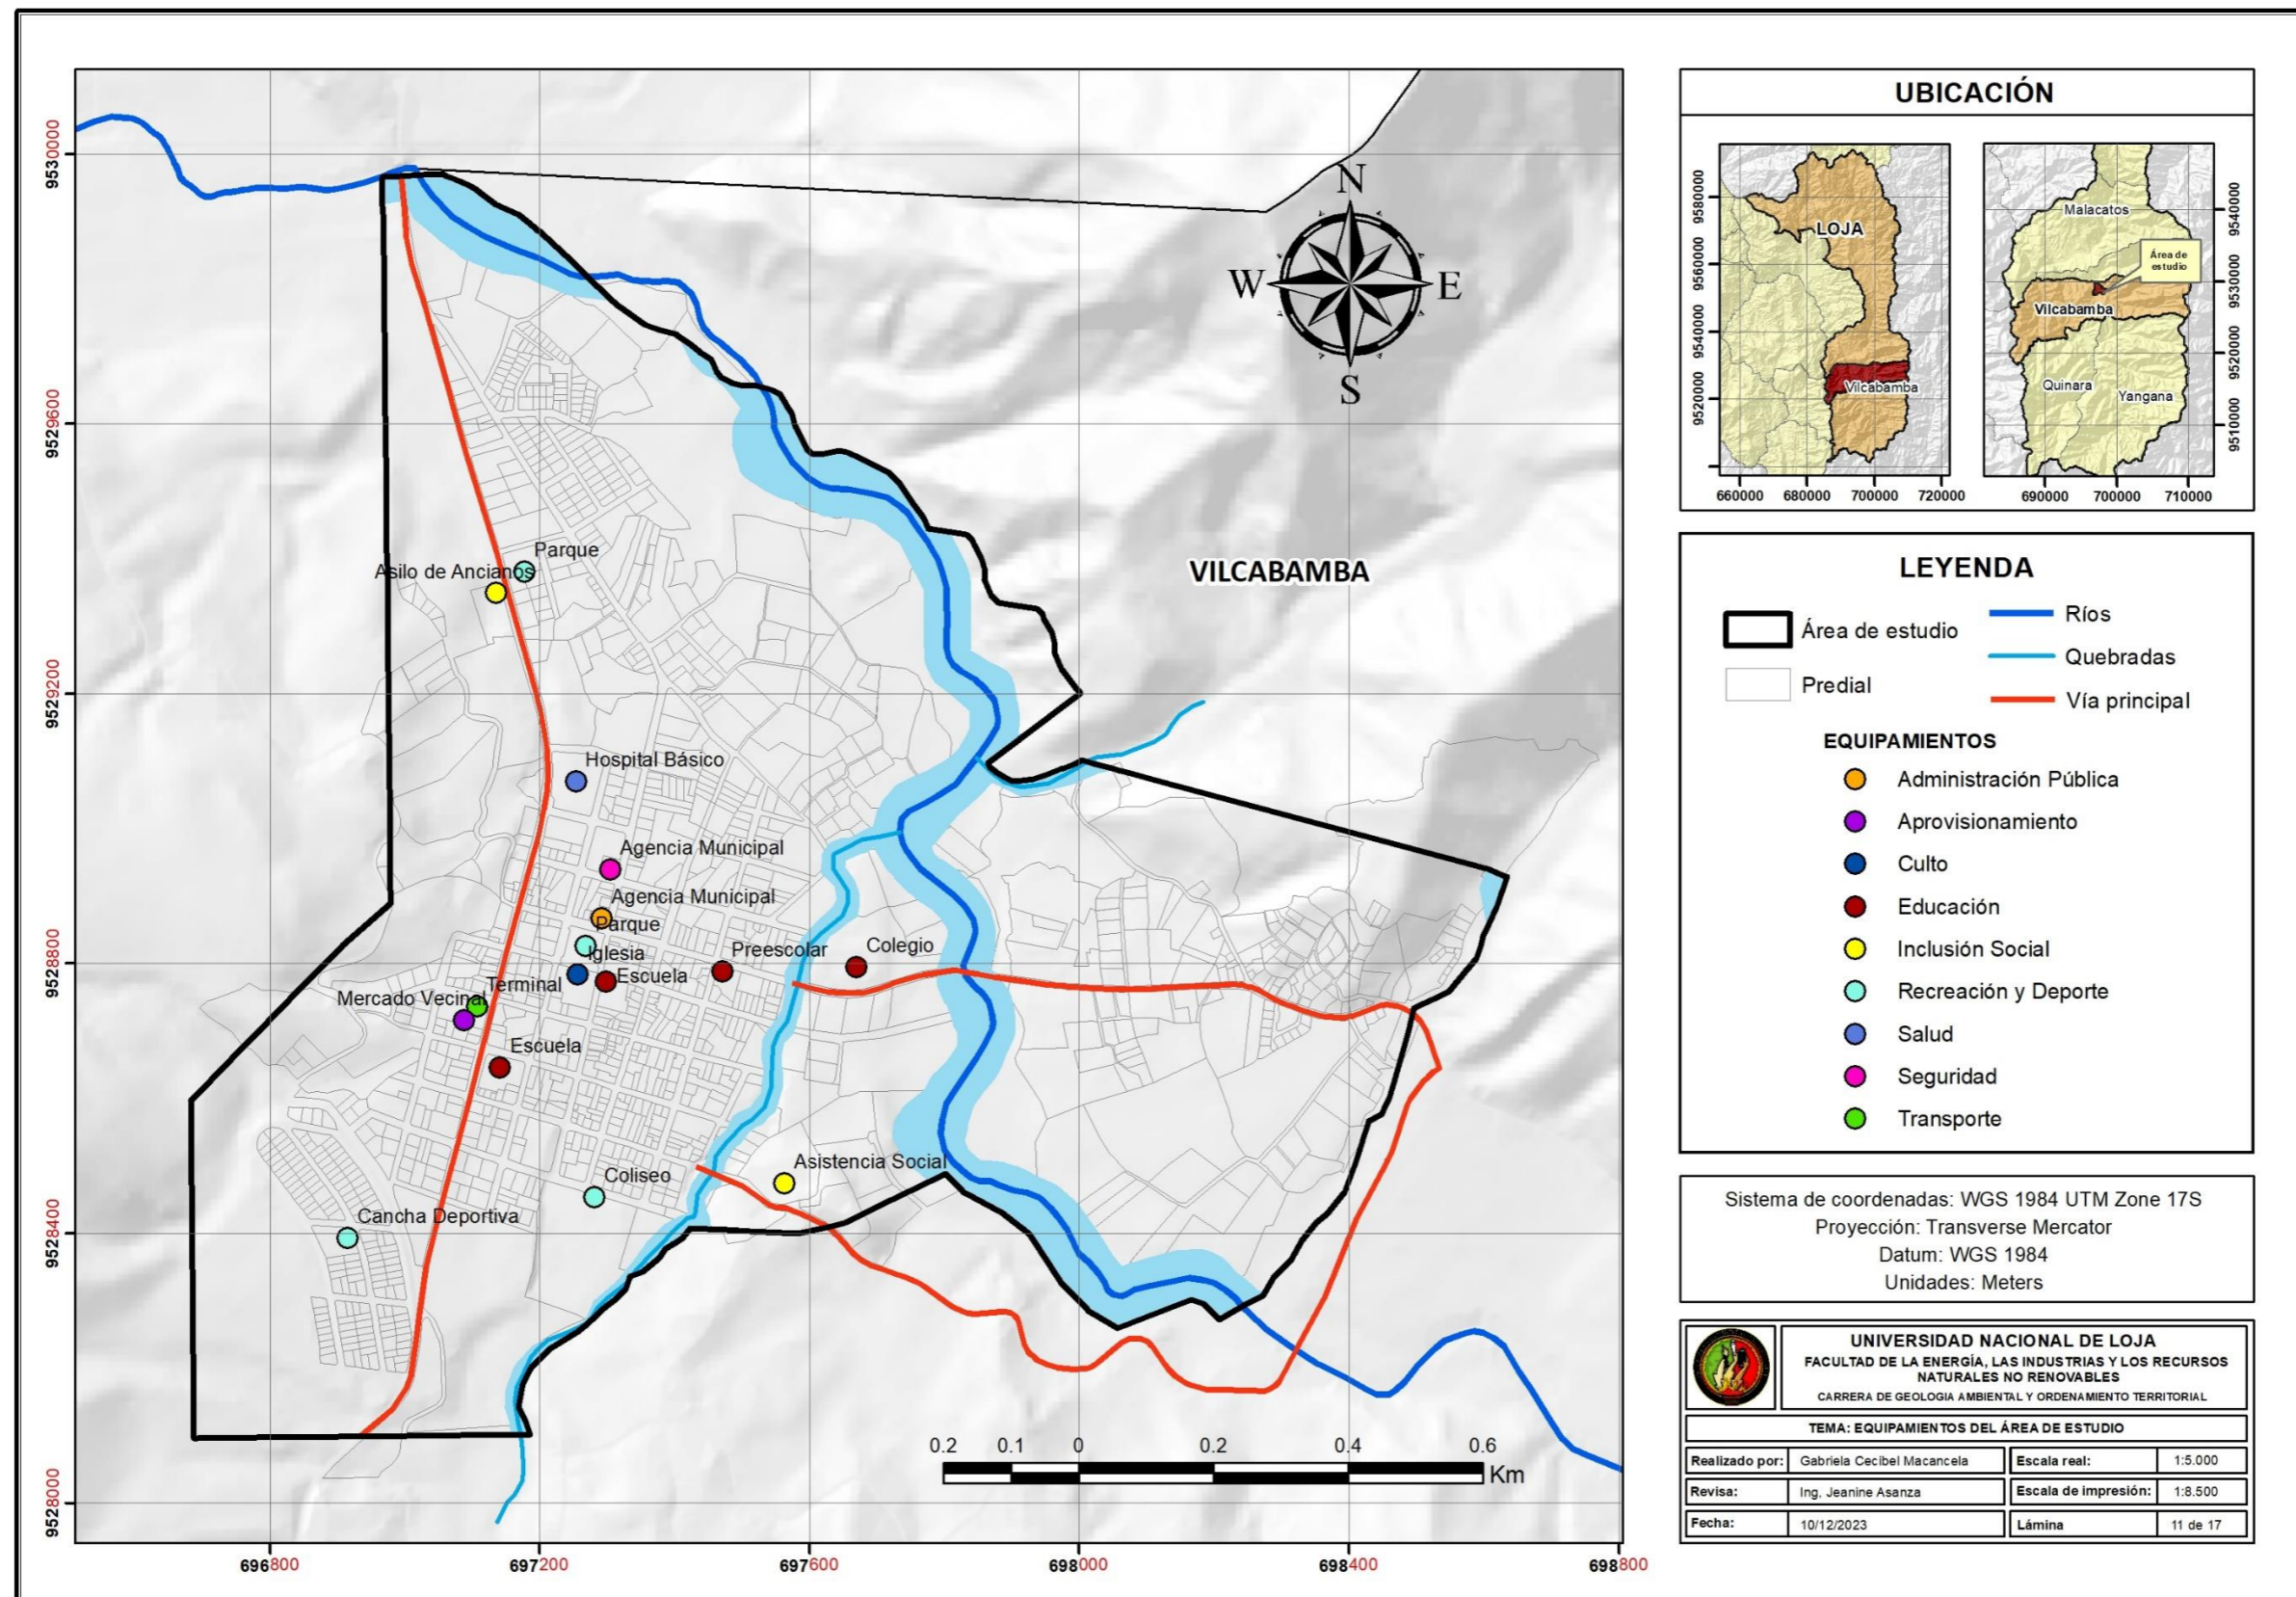 9530000
9529600
9529200
9528800
9528400
9528000
696800
697200
697600
698000
698400
698800
N
W
E
S
VILCABAMBA
Parque
Asilo de Ancianos
Hospital Básico
Agencia Municipal
Agencia Municipal
Parque
Iglesia
Preescolar
Colegio
Escuela
Terminal
Mercado Vecinal
Escuela
Asistencia Social
Coliseo
Cancha Deportiva
0.2 0.1 0 0.2 0.4 0.6
Km
UBICACIÓN
9580000
9560000
9540000
9520000
LOJA
Vilcabamba
660000 680000 700000 720000
Malacatos
Área de
estudio
Vilcabamba
Quinara
Yangana
9540000
9530000
9520000
9510000
690000 700000 710000
LEYENDA
Área de estudio
Predial
Ríos
Quebradas
Vía principal
EQUIPAMIENTOS
Administración Pública
Aprovisionamiento
Culto
Educación
Inclusión Social
Recreación y Deporte
Salud
Seguridad
Transporte
Sistema de coordenadas: WGS 1984 UTM Zone 17S
Proyección: Transverse Mercator
Datum: WGS 1984
Unidades: Meters
UNIVERSIDAD NACIONAL DE LOJA
FACULTAD DE LA ENERGÍA, LAS INDUSTRIAS Y LOS RECURSOS
NATURALES NO RENOVABLES
CARRERA DE GEOLOGIA AMBIENTAL Y ORDENAMIENTO TERRITORIAL
TEMA: EQUIPAMIENTOS DEL ÁREA DE ESTUDIO
Realizado por: Gabriela Cecibel Macancela Escala real: 1:5.000
Revisa: Ing. Jeanine Asanza Escala de impresión: 1:8.500
Fecha: 10/12/2023 Lámina 11 de 17